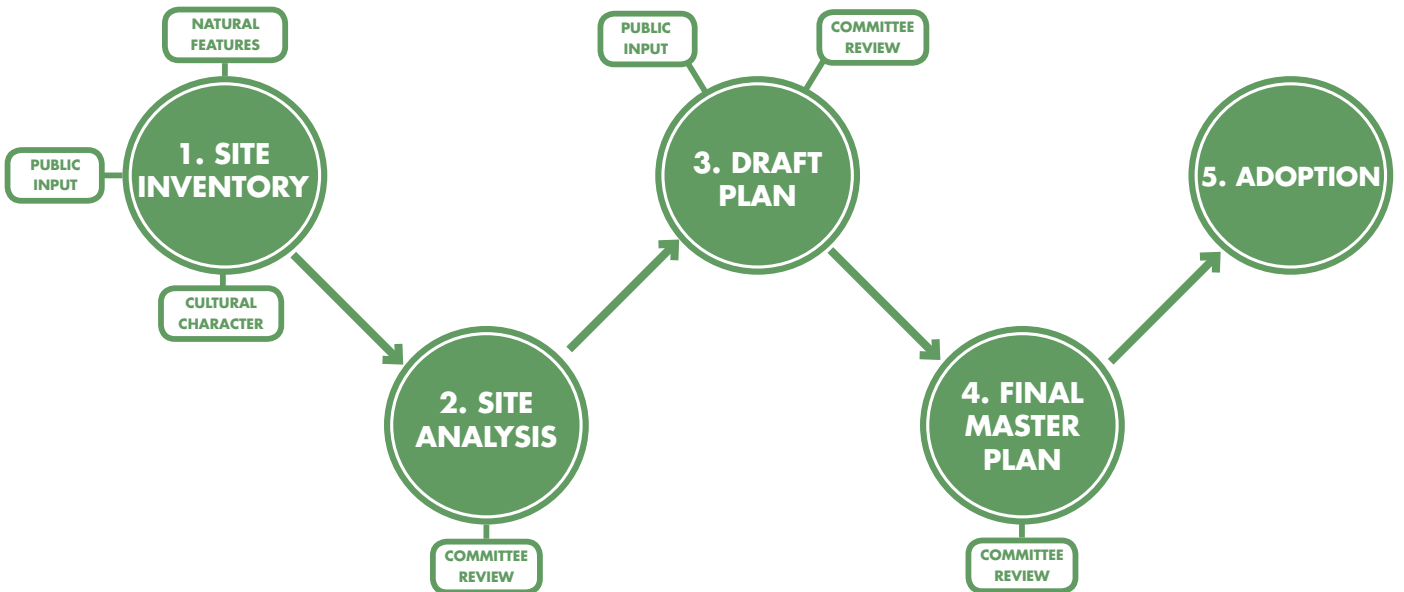 NATURAL
FEATURES
PUBLIC
INPUT
1. SITE
INVENTORY
CULTURAL
CHARACTER
2. SITE
ANALYSIS
COMMITTEE
REVIEW
PUBLIC
INPUT
COMMITTEE
REVIEW
3. DRAFT
PLAN
4. FINAL
MASTER
PLAN
COMMITTEE
REVIEW
5. ADOPTION